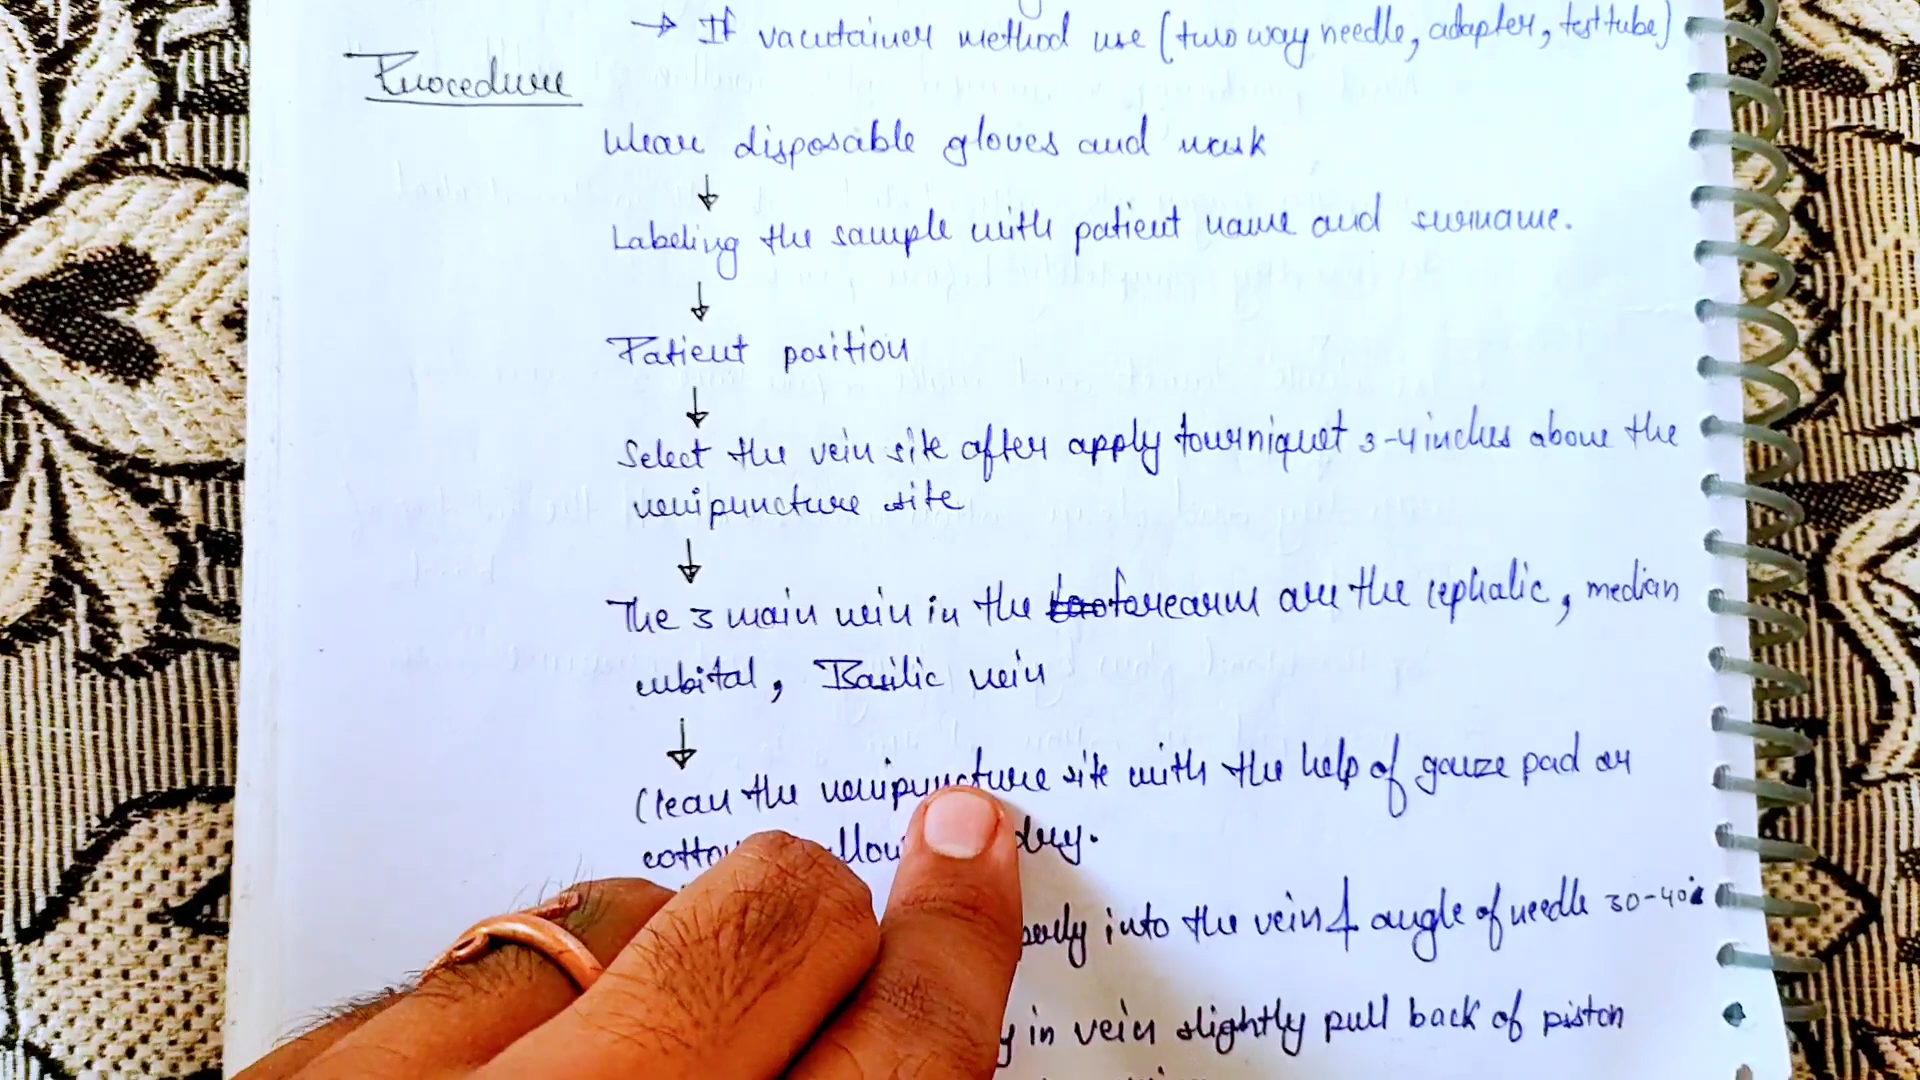 → If vacutainer method use (two way needle, adapter, test tube)
Procedure
Wear disposable gloves and mask
↓
Labeling the sample with patient name and surname.
↓
Patient position
↓
Select the vein site after apply tourniquet 3-4 inches above the
venipuncture site
↓
The 3 main vein in the forearm are the cephalic, median
cubital, Basilic vein
↓
Clean the venipuncture site with the help of gauze pad or
dry.
into the vein & angle of needle 30-40°
in vein slightly pull back of piston